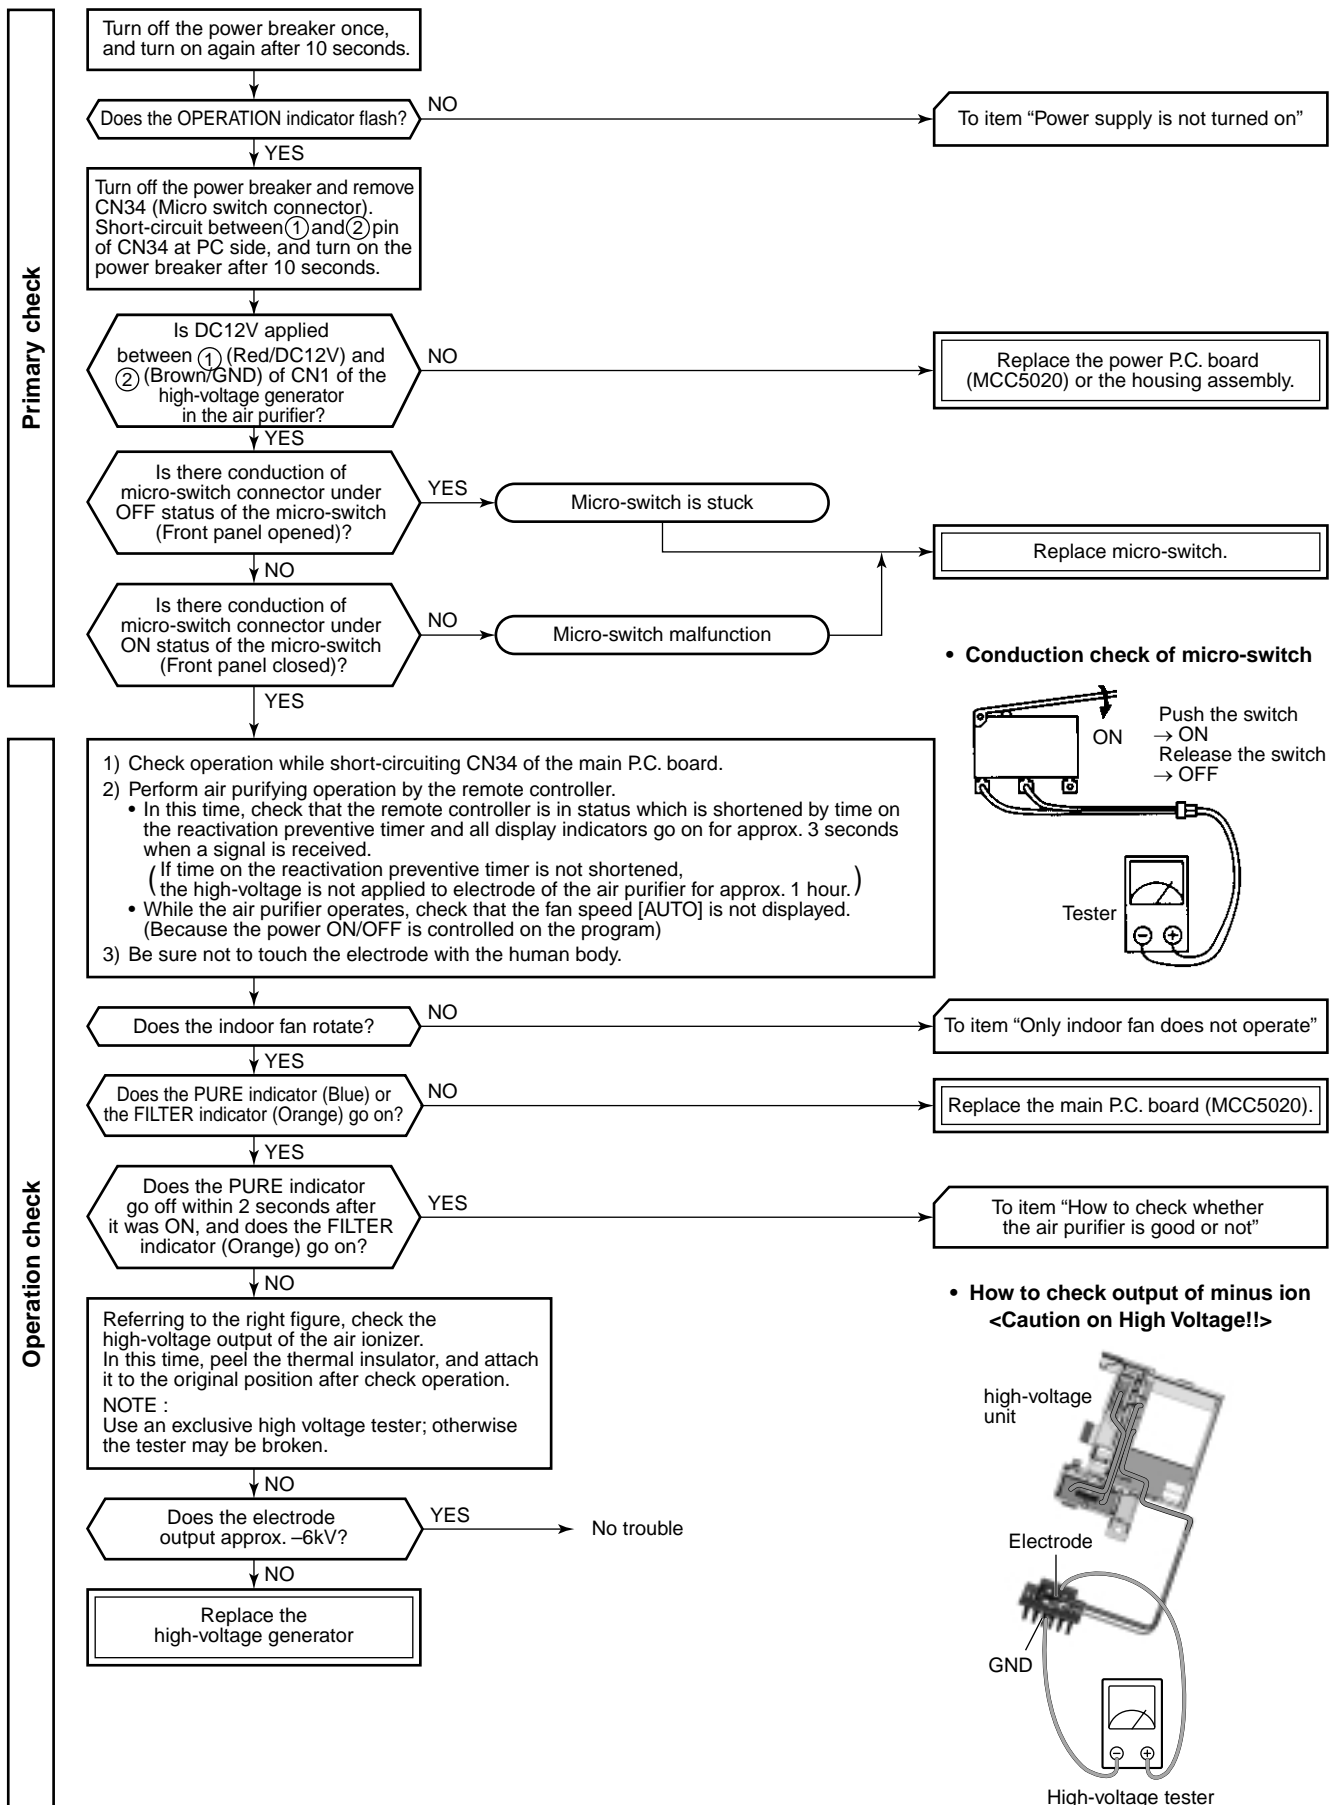 Primary check
Turn off the power breaker once,
and turn on again after 10 seconds.
Does the OPERATION indicator flash?
NO
To item “Power supply is not turned on”
YES
Turn off the power breaker and remove
CN34 (Micro switch connector).
Short-circuit between ① and ② pin
of CN34 at PC side, and turn on the
power breaker after 10 seconds.
Is DC12V applied
between ① (Red/DC12V) and
② (Brown/GND) of CN1 of the
high-voltage generator
in the air purifier?
NO
Replace the power P.C. board
(MCC5020) or the housing assembly.
YES
Is there conduction of
micro-switch connector under
OFF status of the micro-switch
(Front panel opened)?
YES
Micro-switch is stuck
Replace micro-switch.
NO
Is there conduction of
micro-switch connector under
ON status of the micro-switch
(Front panel closed)?
NO
Micro-switch malfunction
YES
• Conduction check of micro-switch
ON
Push the switch
→ ON
Release the switch
→ OFF
Tester
⊖ ⊕
Operation check
1) Check operation while short-circuiting CN34 of the main P.C. board.
2) Perform air purifying operation by the remote controller.
• In this time, check that the remote controller is in status which is shortened by time on
the reactivation preventive timer and all display indicators go on for approx. 3 seconds
when a signal is received.
( If time on the reactivation preventive timer is not shortened,
the high-voltage is not applied to electrode of the air purifier for approx. 1 hour. )
• While the air purifier operates, check that the fan speed [AUTO] is not displayed.
(Because the power ON/OFF is controlled on the program)
3) Be sure not to touch the electrode with the human body.
Does the indoor fan rotate?
NO
To item “Only indoor fan does not operate”
YES
Does the PURE indicator (Blue) or
the FILTER indicator (Orange) go on?
NO
Replace the main P.C. board (MCC5020).
YES
Does the PURE indicator
go off within 2 seconds after
it was ON, and does the FILTER
indicator (Orange) go on?
YES
To item “How to check whether
the air purifier is good or not”
NO
Referring to the right figure, check the
high-voltage output of the air ionizer.
In this time, peel the thermal insulator, and attach
it to the original position after check operation.
NOTE :
Use an exclusive high voltage tester; otherwise
the tester may be broken.
NO
Does the electrode
output approx. –6kV?
YES
No trouble
NO
Replace the
high-voltage generator
• How to check output of minus ion
<Caution on High Voltage!!>
high-voltage
unit
Electrode
GND
⊖ ⊕
High-voltage tester